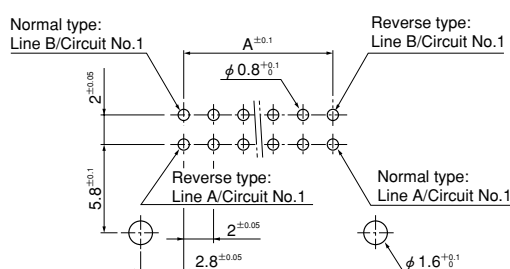 Normal type:
Line B/Circuit No.1
Reverse type:
Line B/Circuit No.1
A±0.1
φ0.8 +0.1 0
2±0.05
5.8±0.1
Reverse type:
Line A/Circuit No.1
Normal type:
Line A/Circuit No.1
2±0.05
2.8±0.05
φ1.6 +0.1 0